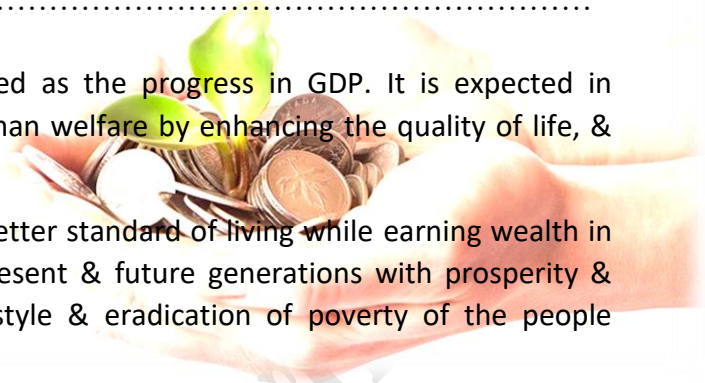 ....................................................................
ed as the progress in GDP. It is expected in
nan welfare by enhancing the quality of life, &
etter standard of living while earning wealth in
esent & future generations with prosperity &
style & eradication of poverty of the people